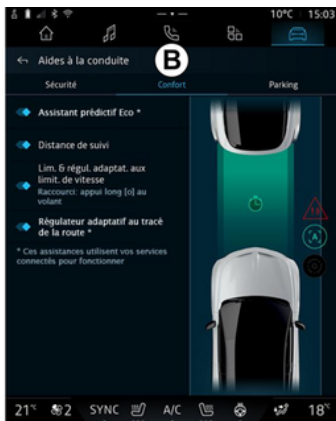 10°C 15:03
Aides à la conduite
B
Sécurité Confort Parking
Assistant prédictif Eco *
Distance de suivi
Lim. & régul. adaptat. aux
limit. de vitesse
Raccourci: appui long [o] au
volant
Régulateur adaptatif au tracé
de la route *
* Ces assistances utilisent vos services
connectés pour fonctionner
[A]
21°C 2 SYNC A/C 18°C